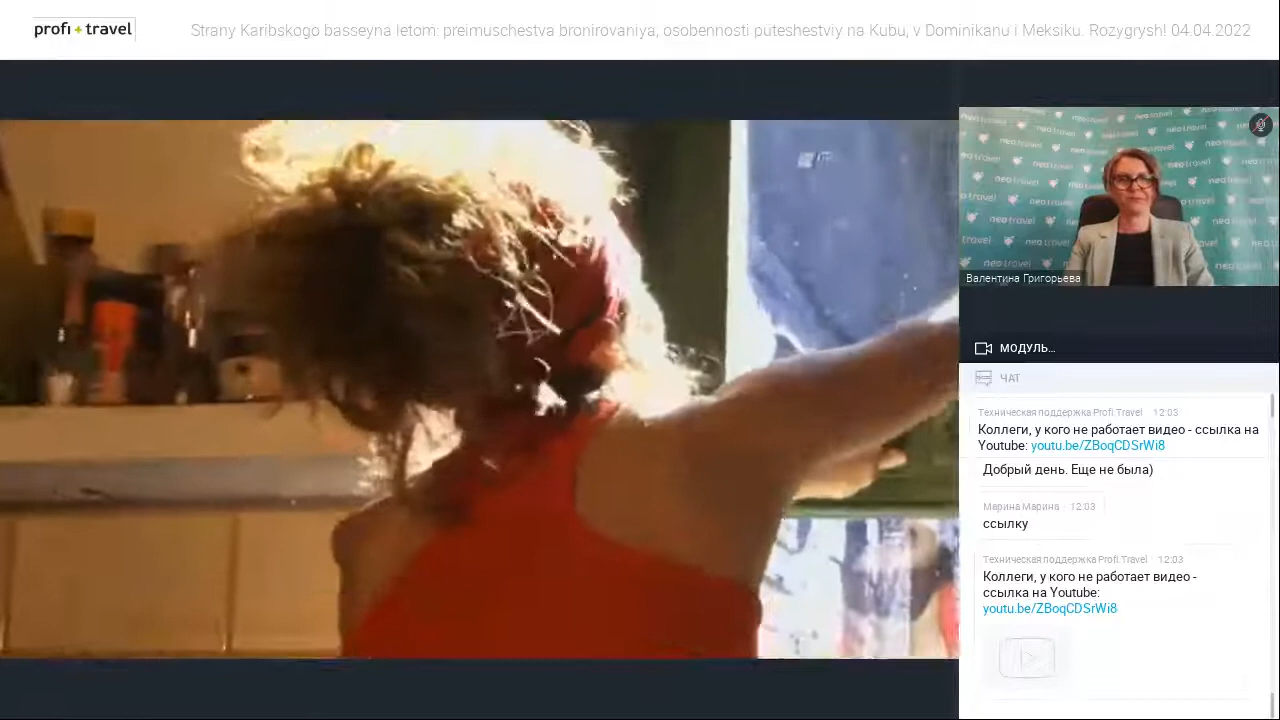 profi + travel
Strany Karibskogo basseyna letom: preimuschestva bronirovaniya, osobennosti puteshestviy na Kubu, v Dominikanu i Meksiku. Rozygrysh! 04.04.2022
neo travel
Валентина Григорьева
МОДУЛЬ...
ЧАТ
Техническая поддержка Profi.Travel · 12:03
Коллеги, у кого не работает видео - ссылка на
Youtube: youtu.be/ZBoqCDSrWi8
Добрый день. Еще не была)
Марина Марина · 12:03
ссылку
Техническая поддержка Profi.Travel · 12:03
Коллеги, у кого не работает видео -
ссылка на Youtube:
youtu.be/ZBoqCDSrWi8